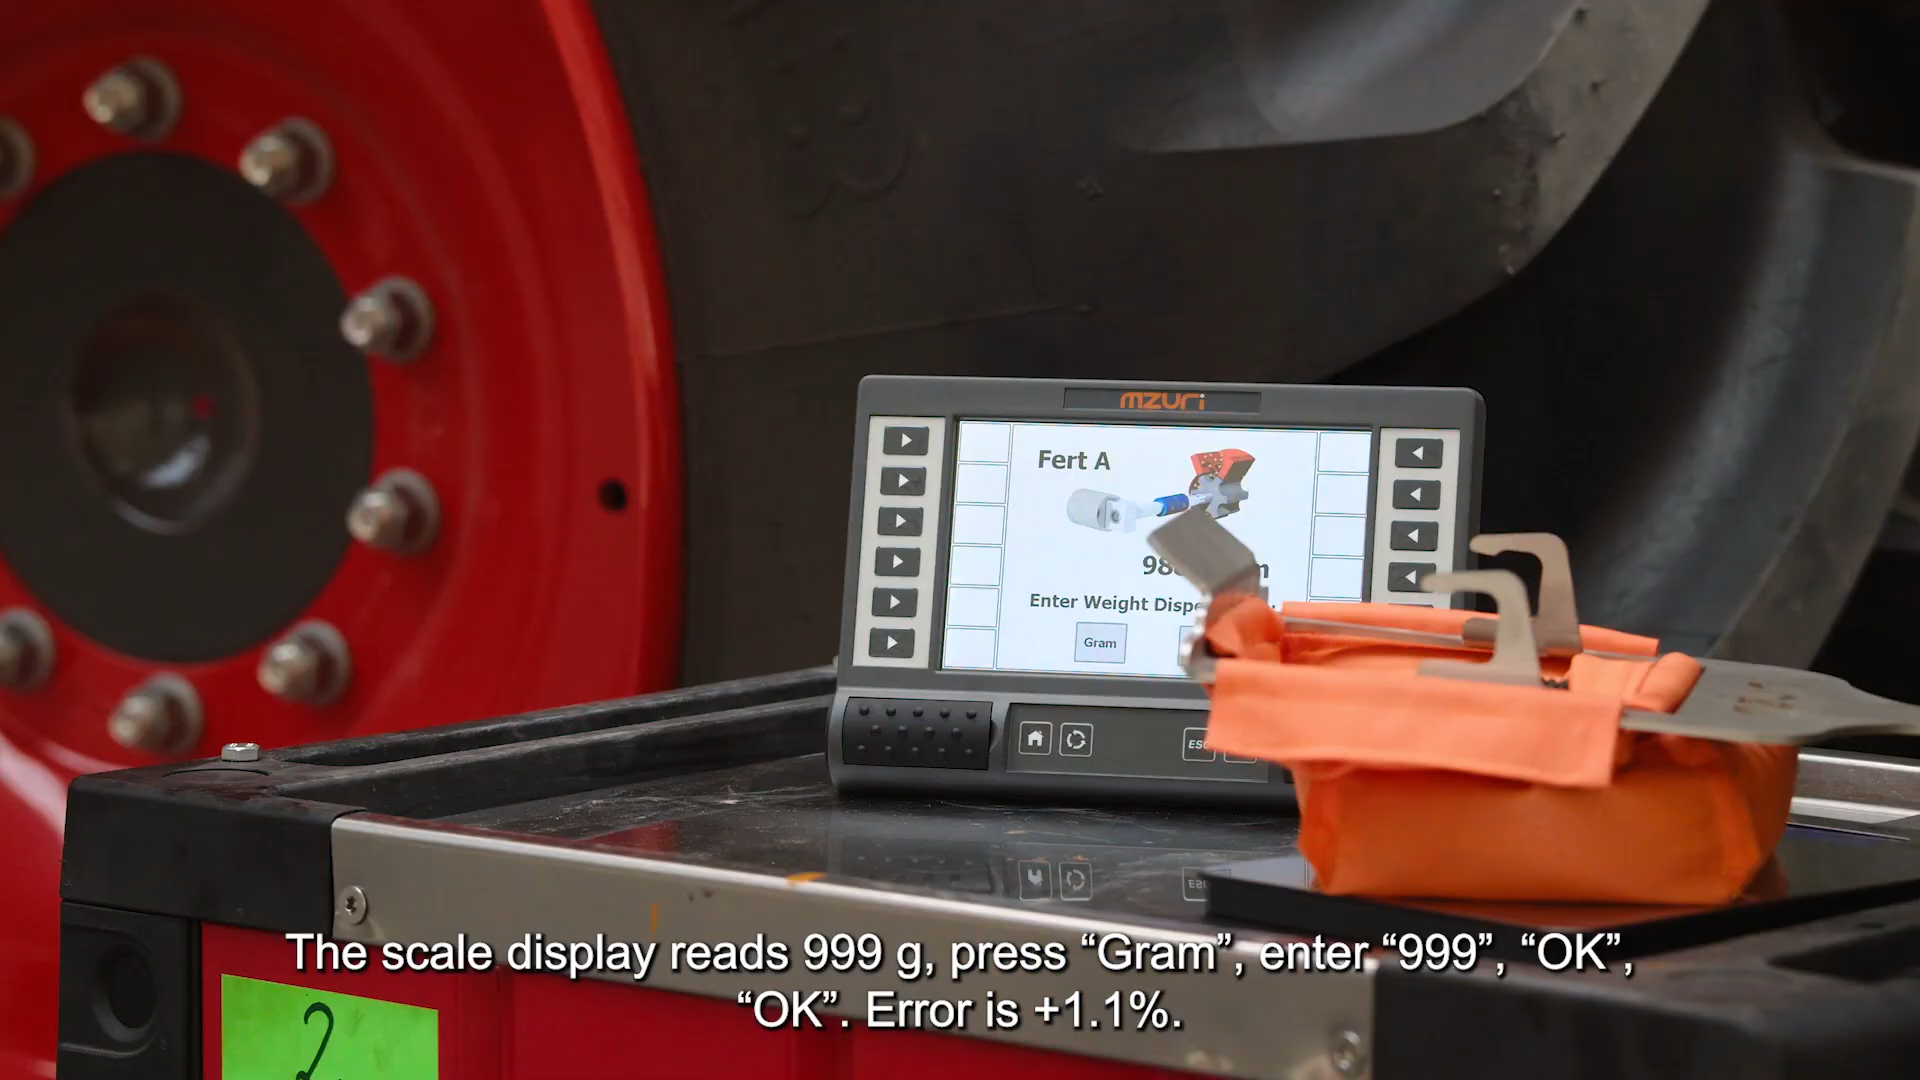 mzuri
Fert A
Enter Weight
Gram
ESC
The scale display reads 999 g, press “Gram”, enter “999”, “OK”,
“OK”. Error is +1.1%.
2